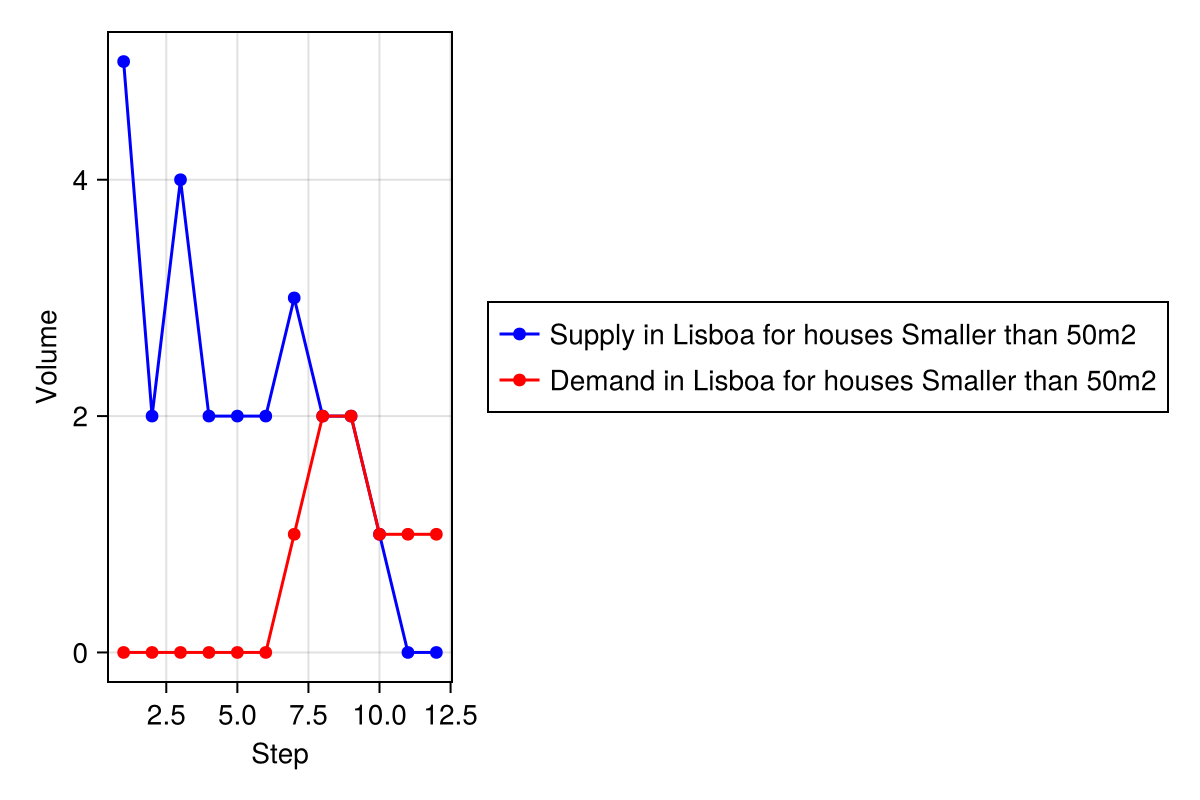 4
2
0
Volume
2.5 5.0 7.5 10.0 12.5
Step
Supply in Lisboa for houses Smaller than 50m2
Demand in Lisboa for houses Smaller than 50m2